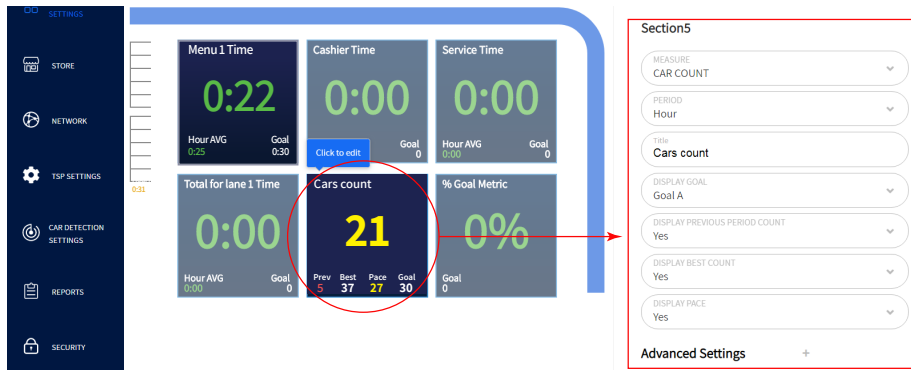 SETTINGS
STORE
NETWORK
TSP SETTINGS
CAR DETECTION
SETTINGS
REPORTS
SECURITY
0:31
Menu 1 Time
0:22
Hour AVG Goal
0:25 0:30
Cashier Time
0:00
Goal
0
Click to edit
Service Time
0:00
Hour AVG Goal
0:00 0
Total for lane 1 Time
0:00
Hour AVG Goal
0:00 0
Cars count
21
Prev Best Pace Goal
5 37 27 30
% Goal Metric
0%
Goal
0
Section5
MEASURE
CAR COUNT
PERIOD
Hour
Title
Cars count
DISPLAY GOAL
Goal A
DISPLAY PREVIOUS PERIOD COUNT
Yes
DISPLAY BEST COUNT
Yes
DISPLAY PACE
Yes
Advanced Settings +